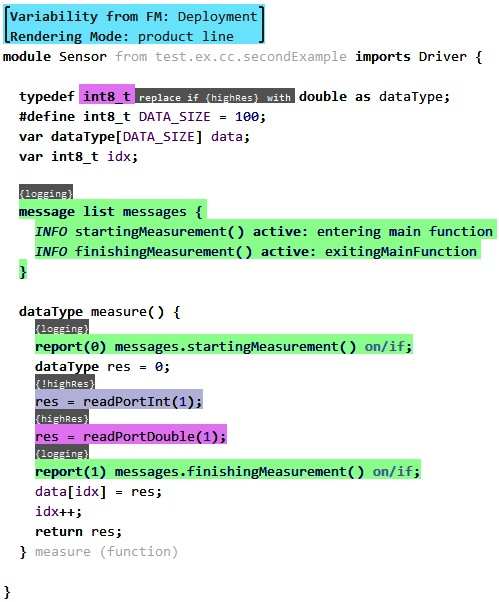 Variability from FM: Deployment
Rendering Mode: product line
module Sensor from test.ex.cc.secondExample imports Driver {
typedef int8_t replace if {highRes} with double as dataType;
#define int8_t DATA_SIZE = 100;
var dataType[DATA_SIZE] data;
var int8_t idx;
{logging}
message list messages {
INFO startingMeasurement() active: entering main function
INFO finishingMeasurement() active: exitingMainFunction
}
dataType measure() {
{logging}
report(0) messages.startingMeasurement() on/if;
dataType res = 0;
{!highRes}
res = readPortInt(1);
{highRes}
res = readPortDouble(1);
{logging}
report(1) messages.finishingMeasurement() on/if;
data[idx] = res;
idx++;
return res;
} measure (function)
}